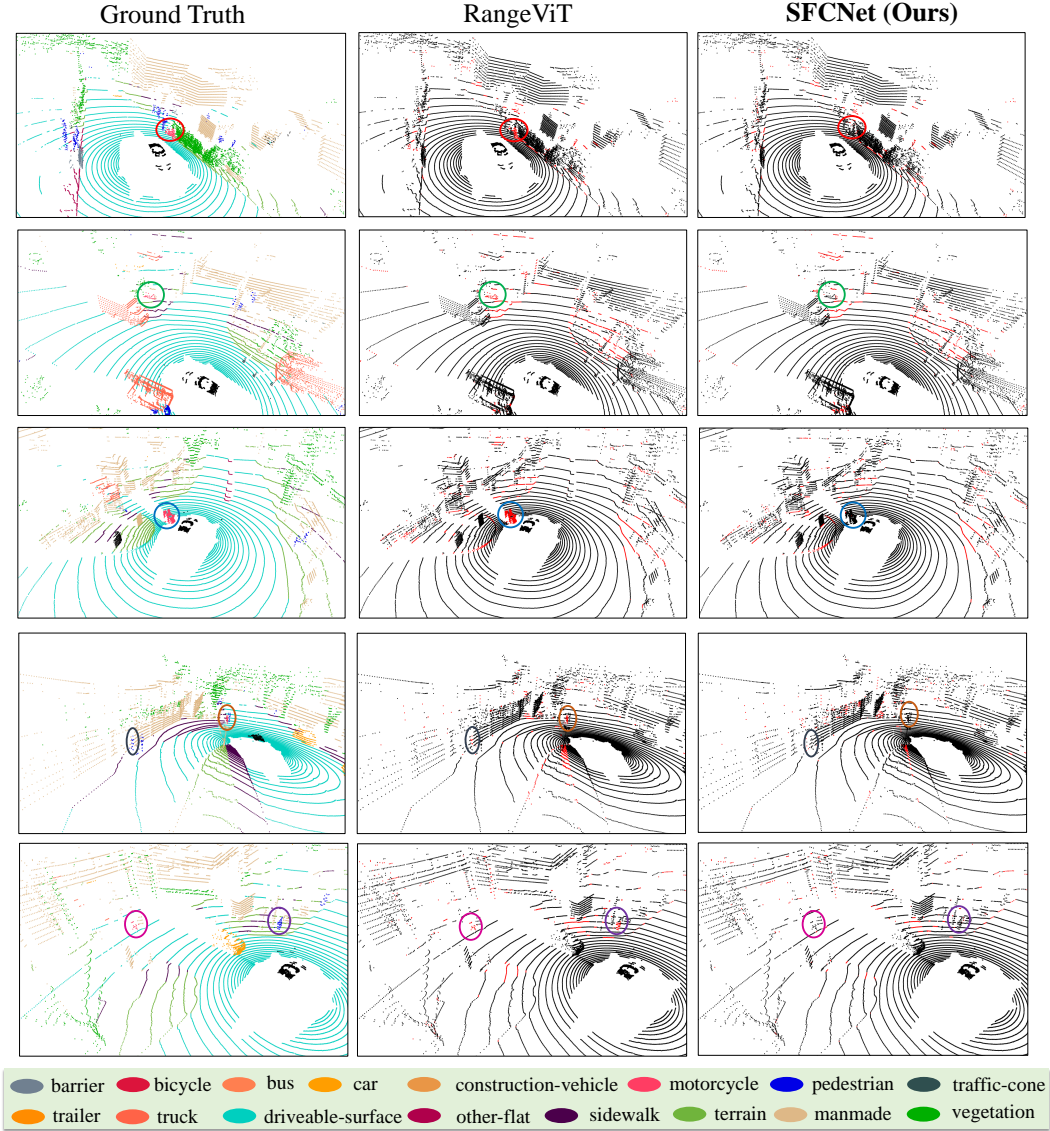 Ground Truth RangeViT SFCNet (Ours)
barrier bicycle bus car construction-vehicle motorcycle pedestrian traffic-cone
trailer truck driveable-surface other-flat sidewalk terrain manmade vegetation